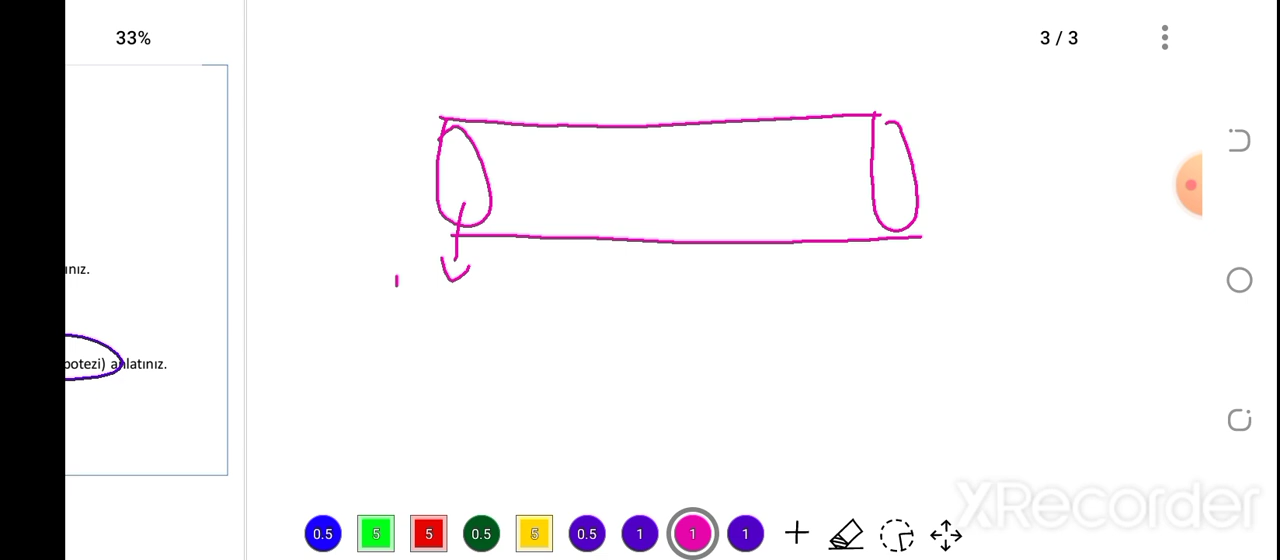 33%
3 / 3
ınız.
potezi) anlatınız.
0.5 5 5 0.5 5 0.5 1 1 1
XRecorder